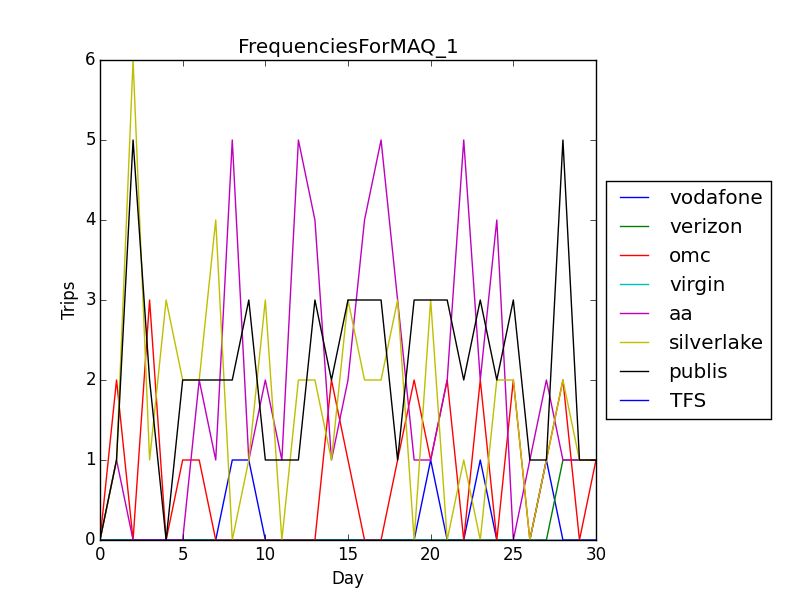 FrequenciesForMAQ_1
6
5
4
3
2
1
0
Trips
0 5 10 15 20 25 30
Day
vodafone
verizon
omc
virgin
aa
silverlake
publis
TFS